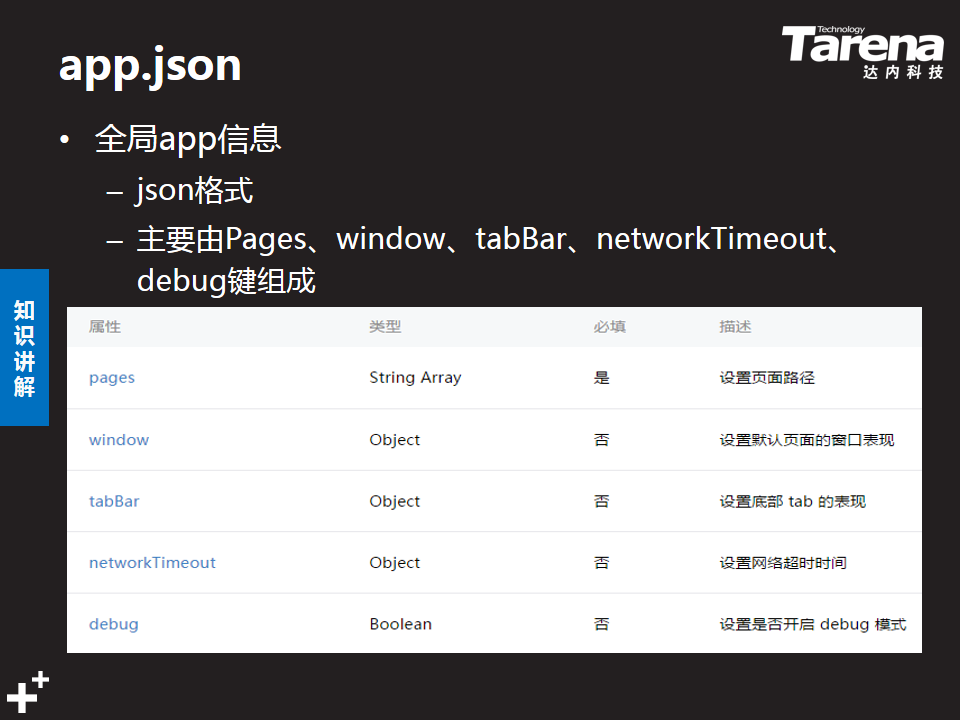 Technology
Tarena
达内科技
app.json
• 全局app信息
– json格式
– 主要由Pages、window、tabBar、networkTimeout、
debug键组成
知识讲解
属性 类型 必填 描述
pages String Array 是 设置页面路径
window Object 否 设置默认页面的窗口表现
tabBar Object 否 设置底部 tab 的表现
networkTimeout Object 否 设置网络超时时间
debug Boolean 否 设置是否开启 debug 模式